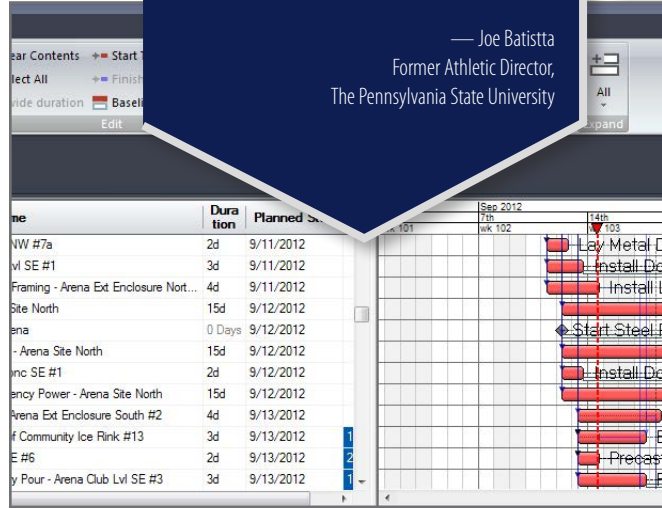 — Joe Batistta
Former Athletic Director,
The Pennsylvania State University
ear Contents
Start T
lect All
Finish
vide duration
Baseli
Edit
All
xpand
me
Dura
tion
Planned St
Sep 2012
7th
14th
wk 101
wk 102
wk 103
NW #7a 2d 9/11/2012
vl SE #1 3d 9/11/2012
Framing - Arena Ext Enclosure Nort... 4d 9/11/2012
Site North 15d 9/12/2012
ena 0 Days 9/12/2012
- Arena Site North 15d 9/12/2012
onc SE #1 2d 9/12/2012
ency Power - Arena Site North 15d 9/12/2012
Arena Ext Enclosure South #2 4d 9/13/2012
f Community Ice Rink #13 3d 9/13/2012 1
E #6 2d 9/13/2012 2
y Pour - Arena Club Lvl SE #3 3d 9/13/2012 1
Lay Metal D
Install Do
Install L
Start Steel
Install Do
Precas